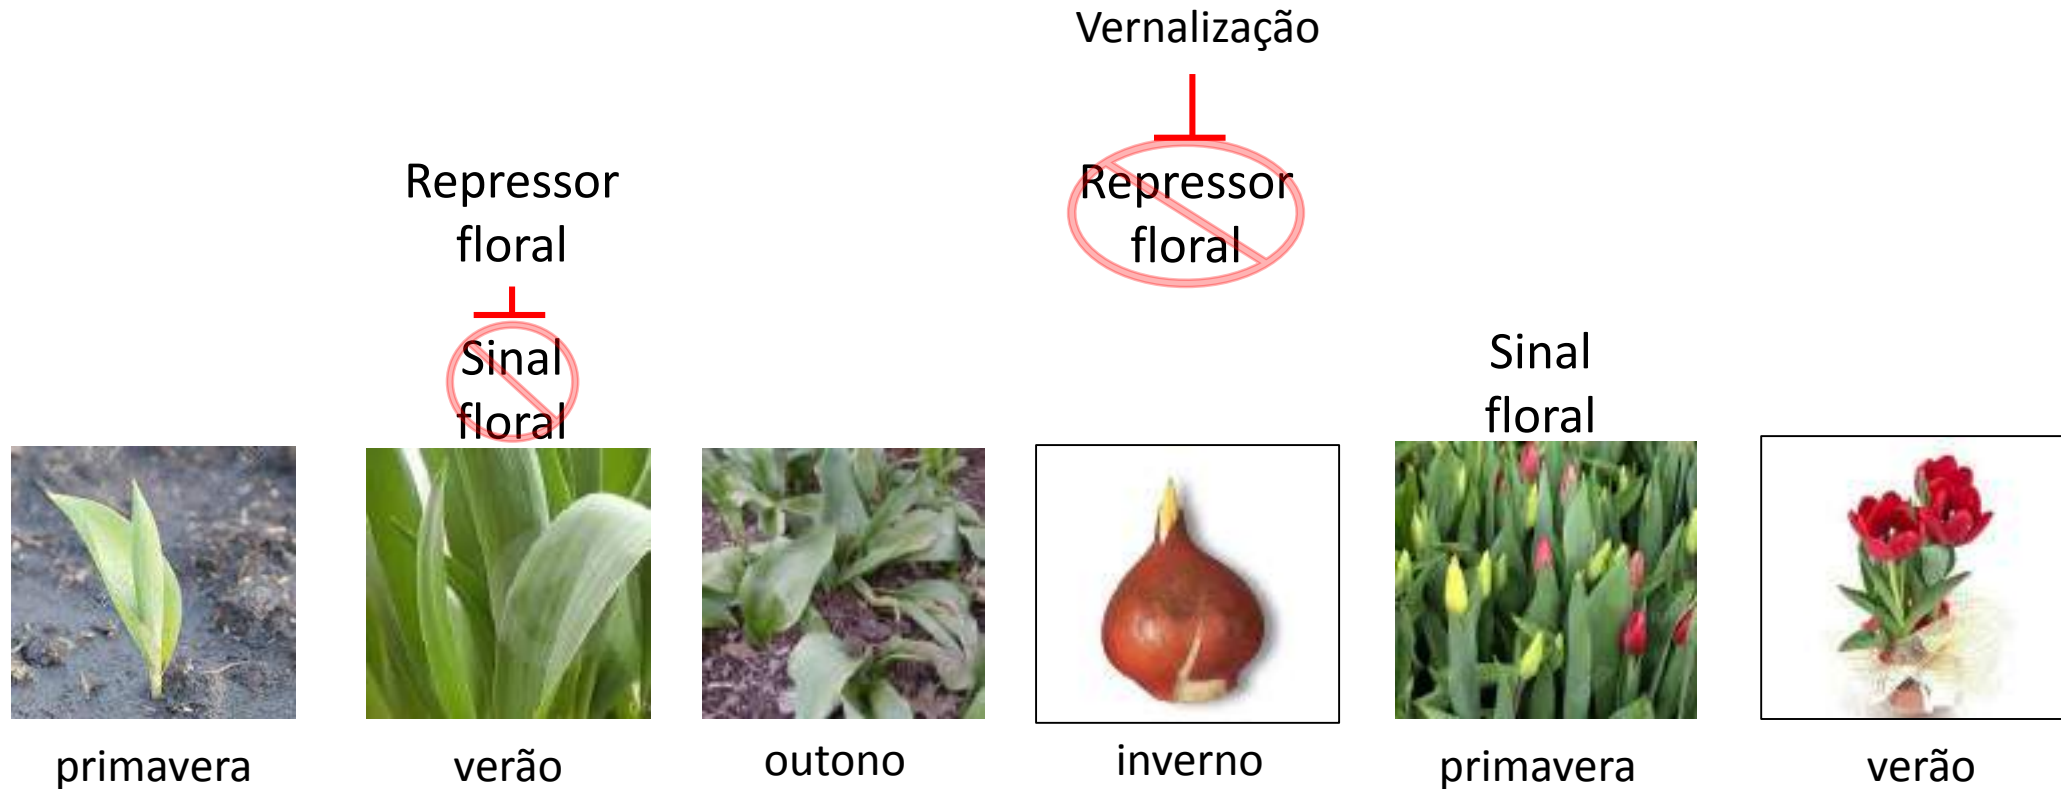 Vernalização
Repressor
floral
Repressor
floral
Sinal
floral
Sinal
floral
primavera
verão
outono
inverno
primavera
verão